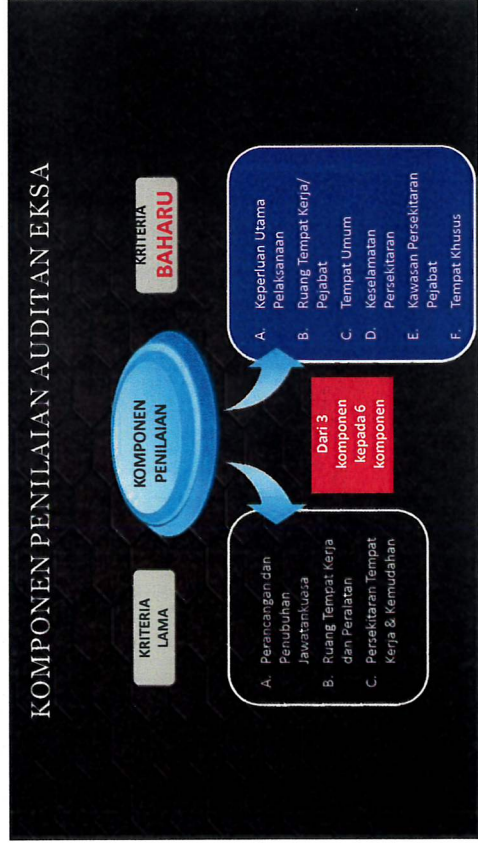 KOMPONEN PENILAIAN AUDITAN EKSA
KRITERIA
LAMA
KOMPONEN
PENILAIAN
KRITERIA
BAHARU
A. Perancangan dan
Penubuhan
Jawatankuasa
B. Ruang Tempat Kerja
dan Peralatan
C. Persekitaran Tempat
Kerja & Kemudahan
Dari 3
komponen
kepada 6
komponen
A. Keperluan Utama
Pelaksanaan
B. Ruang Tempat Kerja/
Pejabat
C. Tempat Umum
D. Keselamatan
Persekitaran
E. Kawasan Persekitaran
Pejabat
F. Tempat Khusus